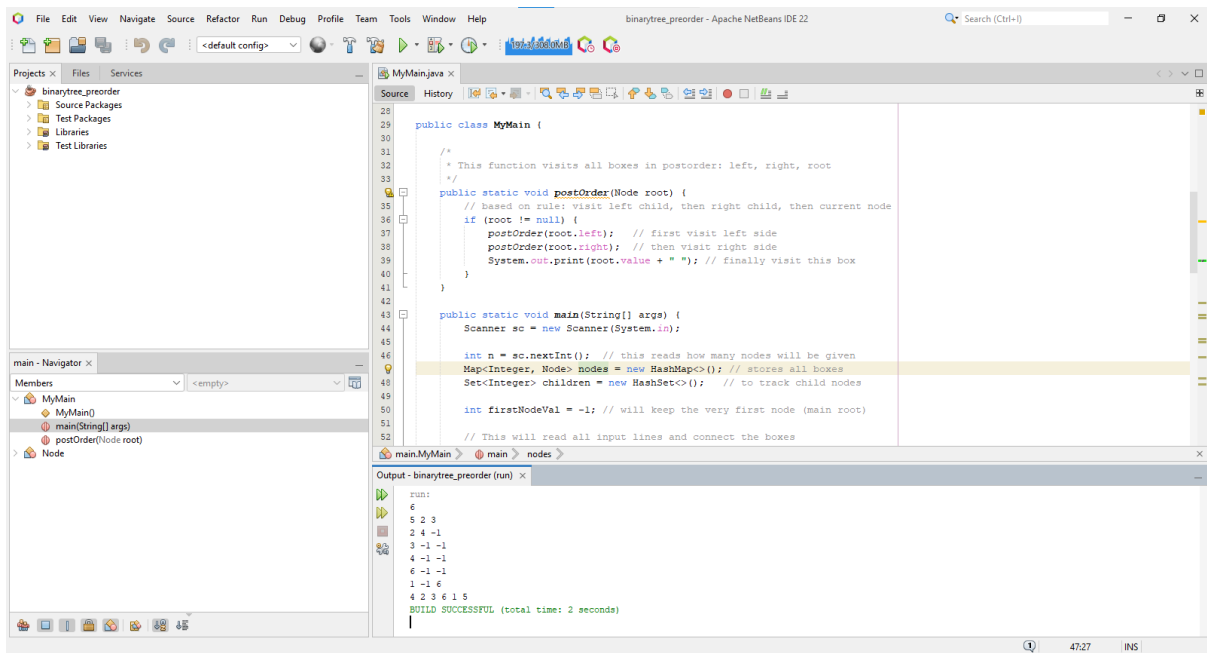 File Edit View Navigate Source Refactor Run Debug Profile Team Tools Window Help
binarytree_preorder - Apache NetBeans IDE 22
Search (Ctrl+I)
<default config>
Projects Files Services
binarytree_preorder
Source Packages
Test Packages
Libraries
Test Libraries
main - Navigator
Members <empty>
MyMain
MyMain()
main(String[] args)
postOrder(Node root)
Node
MyMain.java
Source History
28
29 public class MyMain {
30
31 /*
32 * This function visits all boxes in postorder: left, right, root
33 */
public static void postOrder(Node root) {
35 // based on rule: visit left child, then right child, then current node
36 if (root != null) {
37 postOrder(root.left); // first visit left side
38 postOrder(root.right); // then visit right side
39 System.out.print(root.value + " "); // finally visit this box
40 }
41 }
42
43 public static void main(String[] args) {
44 Scanner sc = new Scanner(System.in);
45
46 int n = sc.nextInt(); // this reads how many nodes will be given
Map<Integer, Node> nodes = new HashMap<>(); // stores all boxes
48 Set<Integer> children = new HashSet<>(); // to track child nodes
49
50 int firstNodeVal = -1; // will keep the very first node (main root)
51
52 // This will read all input lines and connect the boxes
main.MyMain main nodes
Output - binarytree_preorder (run)
run:
6
5 2 3
2 4 -1
3 -1 -1
4 -1 -1
6 -1 -1
1 -1 6
4 2 3 6 1 5
BUILD SUCCESSFUL (total time: 2 seconds)
1 47:27 INS